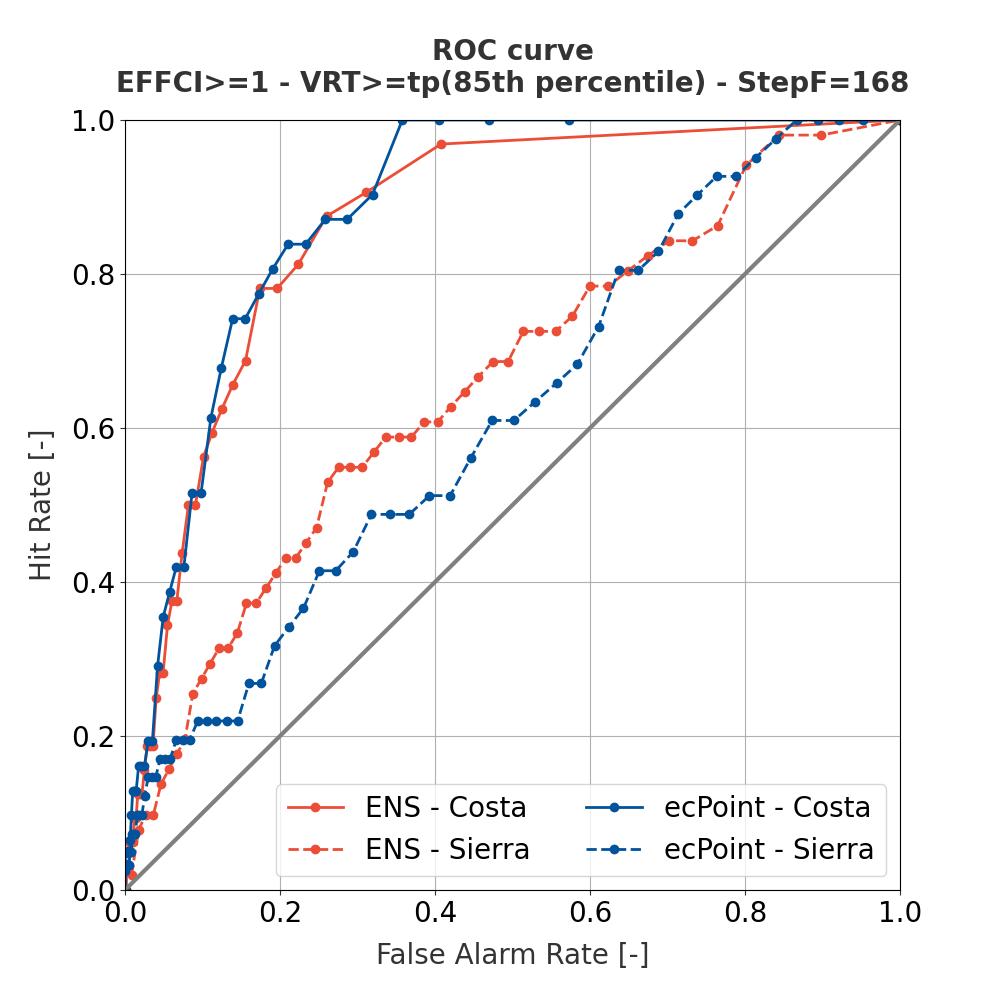 ROC curve
EFFCI>=1 - VRT>=tp(85th percentile) - StepF=168
1.0
0.8
0.6
0.4
0.2
0.0
Hit Rate [-]
ENS - Costa
ecPoint - Costa
ENS - Sierra
ecPoint - Sierra
0.0 0.2 0.4 0.6 0.8 1.0
False Alarm Rate [-]